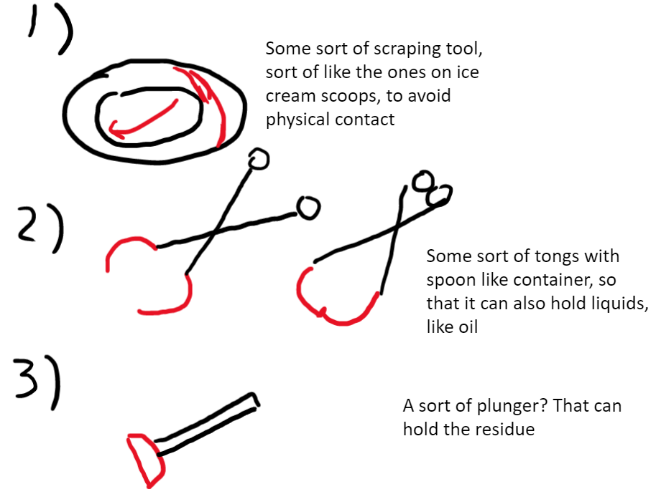 1)
Some sort of scraping tool,
sort of like the ones on ice
cream scoops, to avoid
physical contact
2)
Some sort of tongs with
spoon like container, so
that it can also hold liquids,
like oil
3)
A sort of plunger? That can
hold the residue